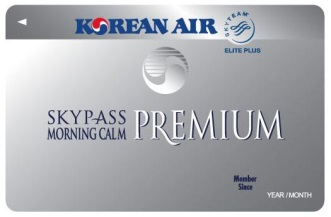 KOREAN AIR
SKYTEAM
ELITE PLUS
SKYPASS
MORNING CALM
PREMIUM
Member
Since
YEAR/MONTH